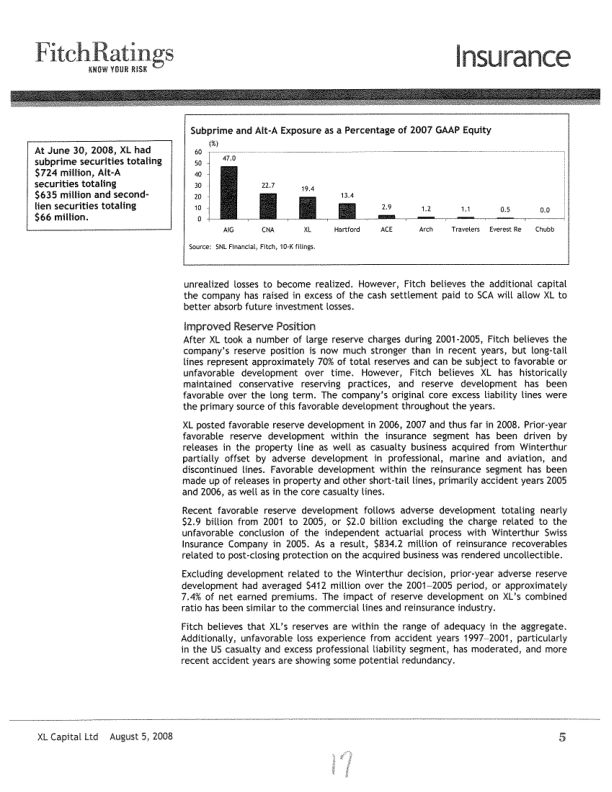 FitchRatings
KNOW YOUR RISK
Insurance
At June 30, 2008, XL had
subprime securities totaling
$724 million, Alt-A
securities totaling
$635 million and second-
lien securities totaling
$66 million.
Subprime and Alt-A Exposure as a Percentage of 2007 GAAP Equity
(%)
60
50
40
30
20
10
0
47.0
22.7
19.4
13.4
2.9
1.2
1.1
0.5
0.0
AIG
CNA
XL
Hartford
ACE
Arch
Travelers
Everest Re
Chubb
Source: SNL Financial, Fitch, 10-K filings.
unrealized losses to become realized. However, Fitch believes the additional capital
the company has raised in excess of the cash settlement paid to SCA will allow XL to
better absorb future investment losses.
Improved Reserve Position
After XL took a number of large reserve charges during 2001-2005, Fitch believes the
company's reserve position is now much stronger than in recent years, but long-tail
lines represent approximately 70% of total reserves and can be subject to favorable or
unfavorable development over time. However, Fitch believes XL has historically
maintained conservative reserving practices, and reserve development has been
favorable over the long term. The company's original core excess liability lines were
the primary source of this favorable development throughout the years.
XL posted favorable reserve development in 2006, 2007 and thus far in 2008. Prior-year
favorable reserve development within the insurance segment has been driven by
releases in the property line as well as casualty business acquired from Winterthur
partially offset by adverse development in professional, marine and aviation, and
discontinued lines. Favorable development within the reinsurance segment has been
made up of releases in property and other short-tail lines, primarily accident years 2005
and 2006, as well as in the core casualty lines.
Recent favorable reserve development follows adverse development totaling nearly
$2.9 billion from 2001 to 2005, or $2.0 billion excluding the charge related to the
unfavorable conclusion of the independent actuarial process with Winterthur Swiss
Insurance Company in 2005. As a result, $834.2 million of reinsurance recoverables
related to post-closing protection on the acquired business was rendered uncollectible.
Excluding development related to the Winterthur decision, prior-year adverse reserve
development had averaged $412 million over the 2001–2005 period, or approximately
7.4% of net earned premiums. The impact of reserve development on XL's combined
ratio has been similar to the commercial lines and reinsurance industry.
Fitch believes that XL's reserves are within the range of adequacy in the aggregate.
Additionally, unfavorable loss experience from accident years 1997–2001, particularly
in the US casualty and excess professional liability segment, has moderated, and more
recent accident years are showing some potential redundancy.
XL Capital Ltd August 5, 2008
5
17